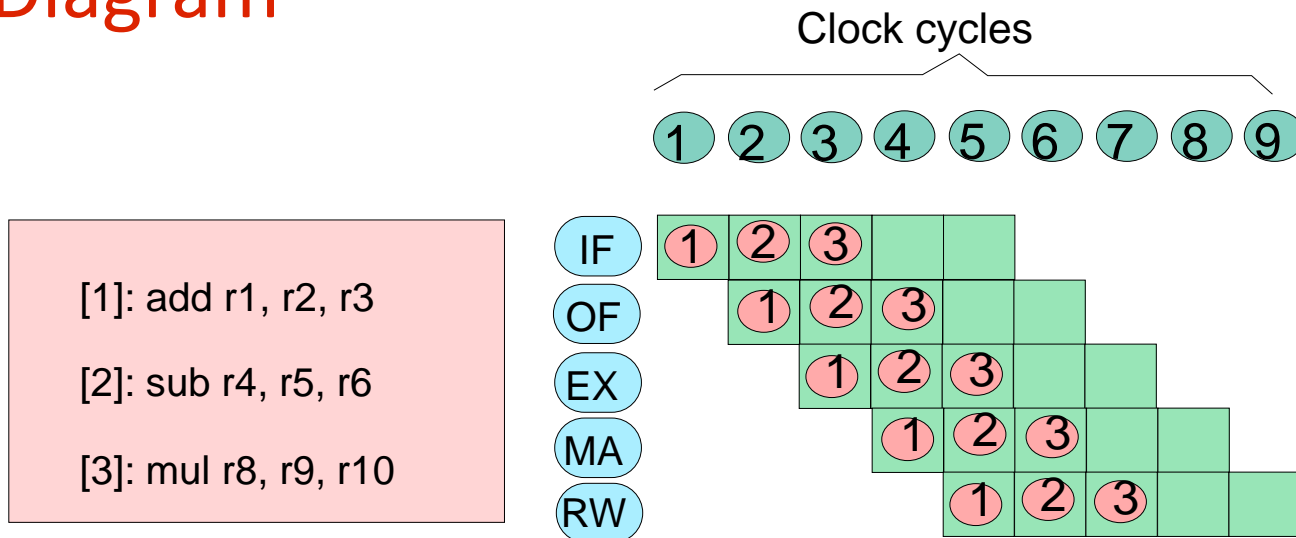 Diagram
Clock cycles
1 2 3 4 5 6 7 8 9
[1]: add r1, r2, r3
[2]: sub r4, r5, r6
[3]: mul r8, r9, r10
IF 1 2 3
OF 1 2 3
EX 1 2 3
MA 1 2 3
RW 1 2 3